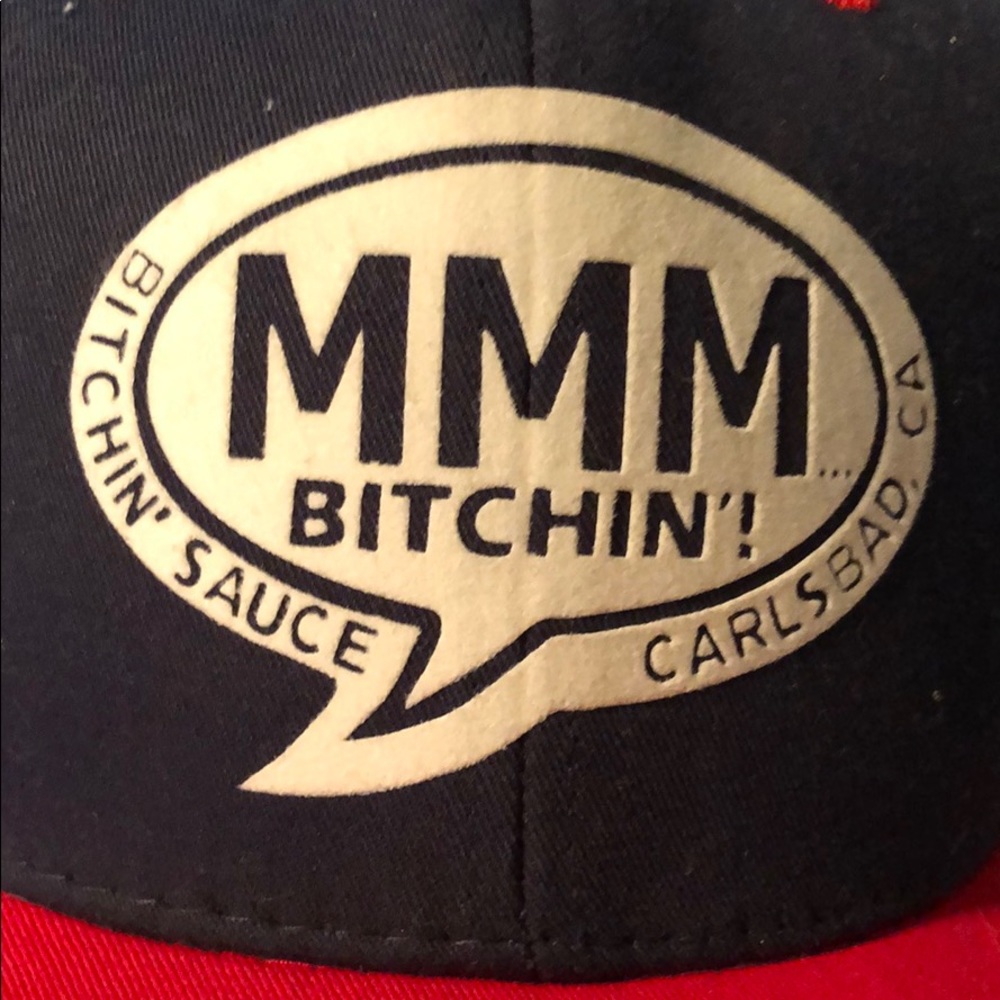 MMM...
BITCHIN'!
BITCHIN' SAUCE
CARLSBAD, CA